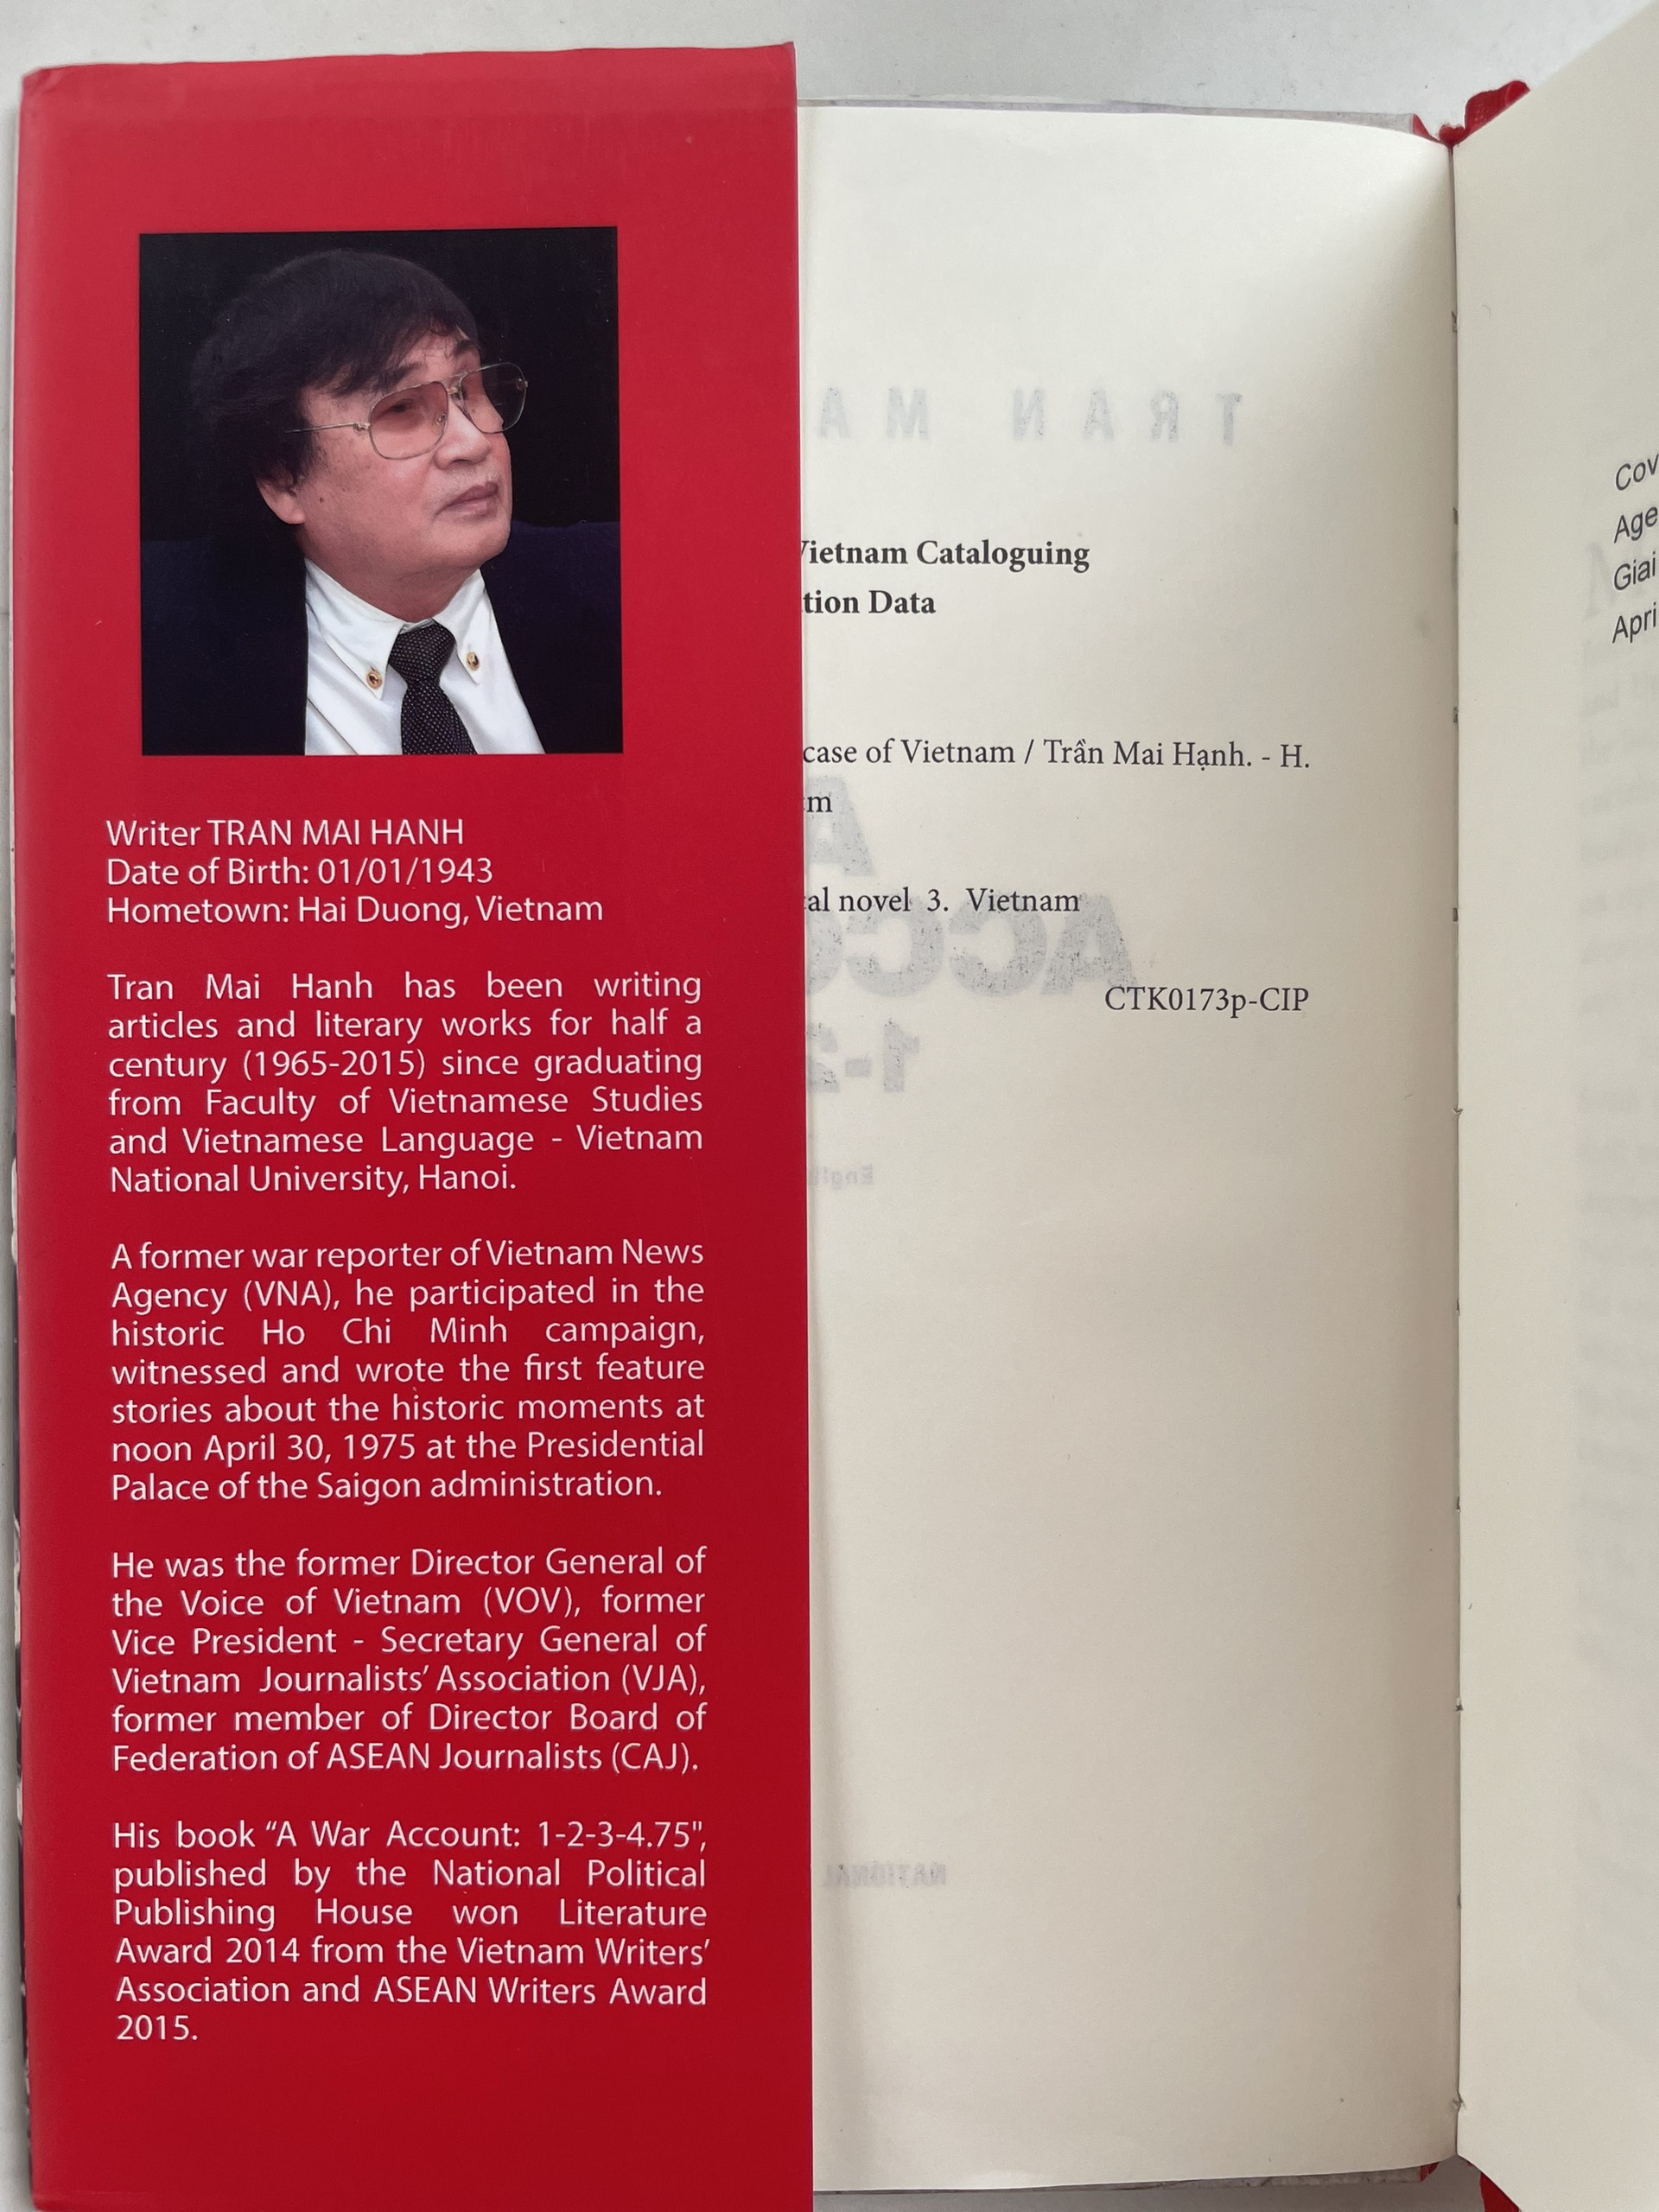 Writer TRAN MAI HANH
Date of Birth: 01/01/1943
Hometown: Hai Duong, Vietnam
Tran Mai Hanh has been writing
articles and literary works for half a
century (1965-2015) since graduating
from Faculty of Vietnamese Studies
and Vietnamese Language - Vietnam
National University, Hanoi.
A former war reporter of Vietnam News
Agency (VNA), he participated in the
historic Ho Chi Minh campaign,
witnessed and wrote the first feature
stories about the historic moments at
noon April 30, 1975 at the Presidential
Palace of the Saigon administration.
He was the former Director General of
the Voice of Vietnam (VOV), former
Vice President - Secretary General of
Vietnam Journalists' Association (VJA),
former member of Director Board of
Federation of ASEAN Journalists (CAJ).
His book “A War Account: 1-2-3-4.75",
published by the National Political
Publishing House won Literature
Award 2014 from the Vietnam Writers'
Association and ASEAN Writers Award
2015.
TRAN MA
Vietnam Cataloguing
tion Data
case of Vietnam / Trần Mai Hạnh. - H.
cm
al novel 3. Vietnam
CTK0173p-CIP
NATIONAL
Cov
Age
Giai
Apri